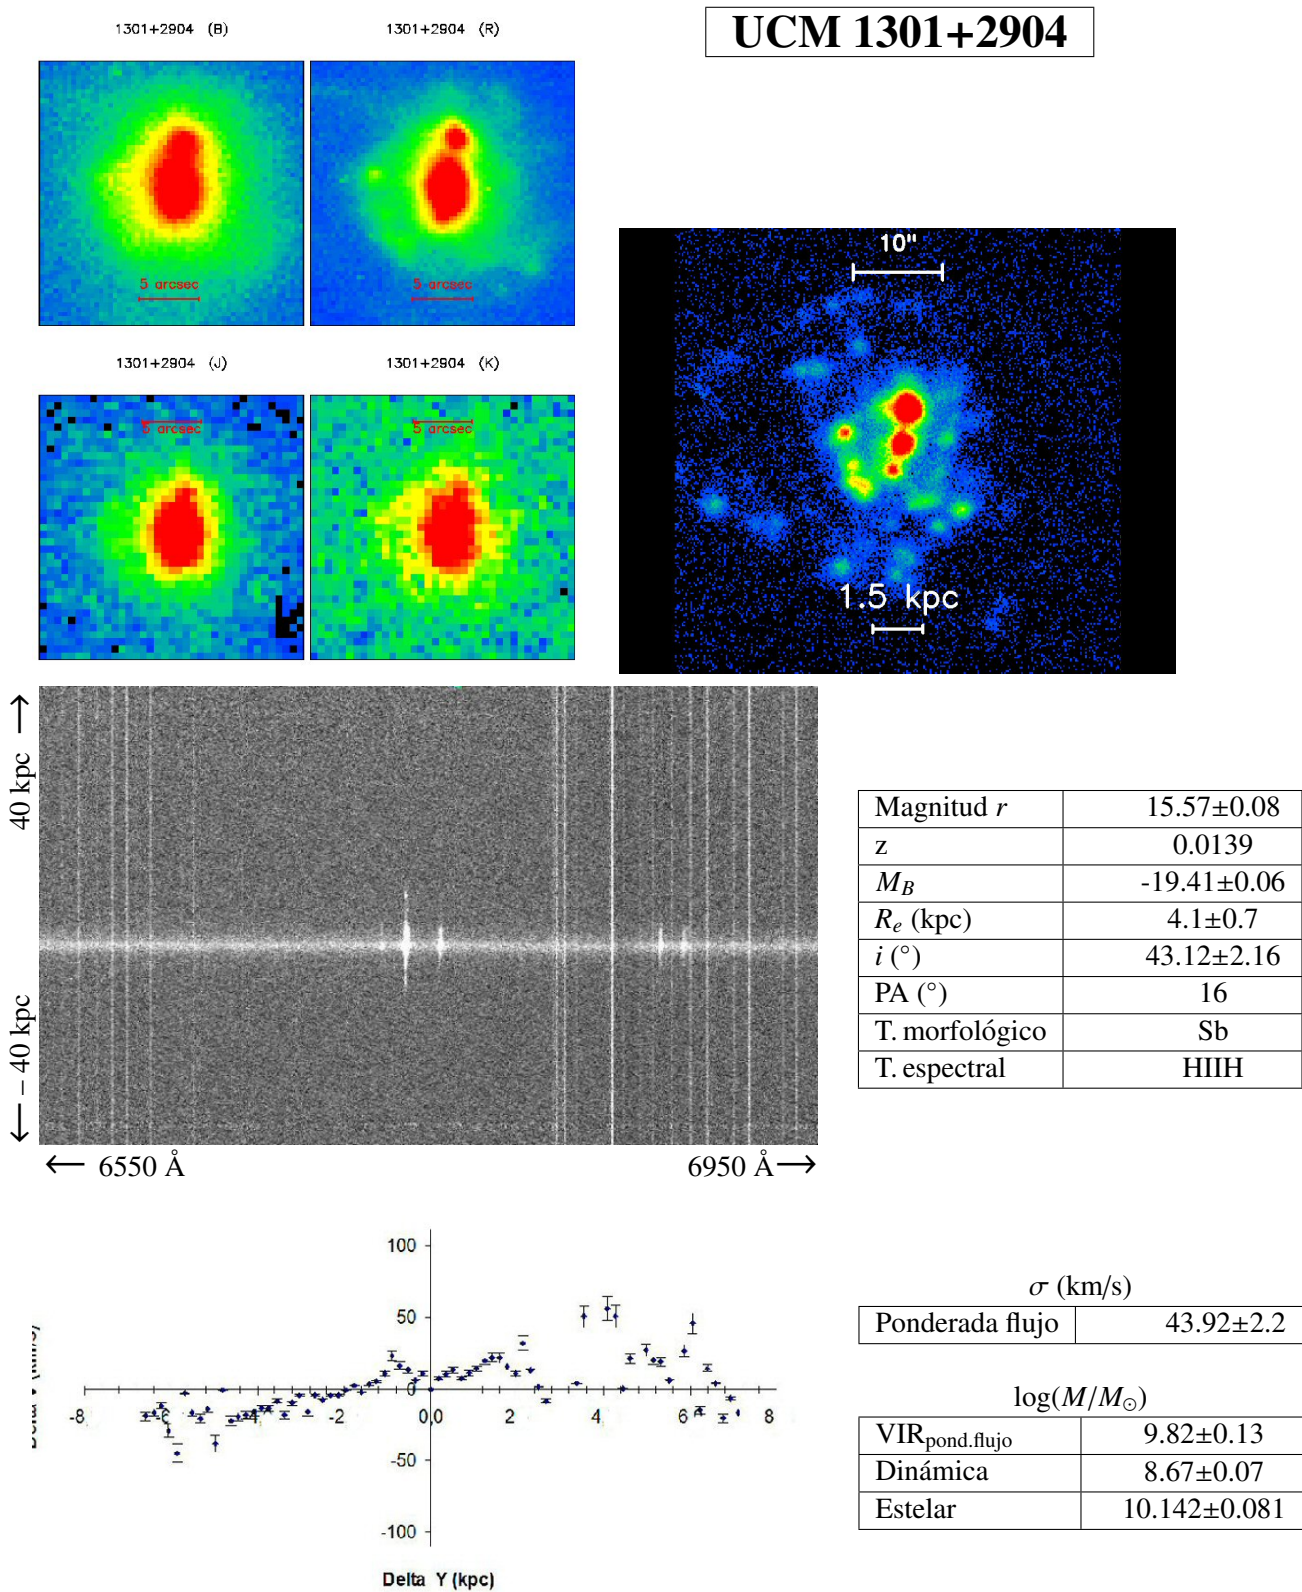 1301+2904 (B)
1301+2904 (R)
UCM 1301+2904
5 arcsec
5 arcsec
10"
1301+2904 (J)
1301+2904 (K)
5 arcsec
5 arcsec
1.5 kpc
40 kpc →
← – 40 kpc
← 6550 Å
6950 Å →
Magnitud r 15.57±0.08
z 0.0139
M_B -19.41±0.06
R_e (kpc) 4.1±0.7
i (°) 43.12±2.16
PA (°) 16
T. morfológico Sb
T. espectral HIIH
100
50
0
-50
-100
-8 -6 -4 -2 0,0 2 4 6 8
Delta Y (kpc)
σ (km/s)
Ponderada flujo 43.92±2.2
log(M/M⊙)
VIR pond.flujo 9.82±0.13
Dinámica 8.67±0.07
Estelar 10.142±0.081